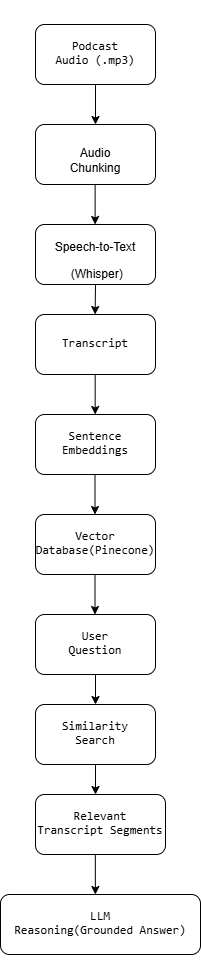 Podcast
Audio (.mp3)
Audio
Chunking
Speech-to-Text
(Whisper)
Transcript
Sentence
Embeddings
Vector
Database(Pinecone)
User
Question
Similarity
Search
Relevant
Transcript Segments
LLM
Reasoning(Grounded Answer)